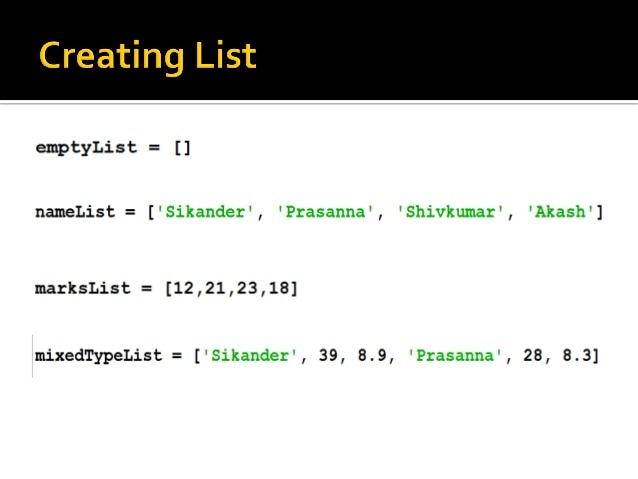 Creating List
emptyList = []
nameList = ['Sikander', 'Prasanna', 'Shivkumar', 'Akash']
marksList = [12,21,23,18]
mixedTypeList = ['Sikander', 39, 8.9, 'Prasanna', 28, 8.3]